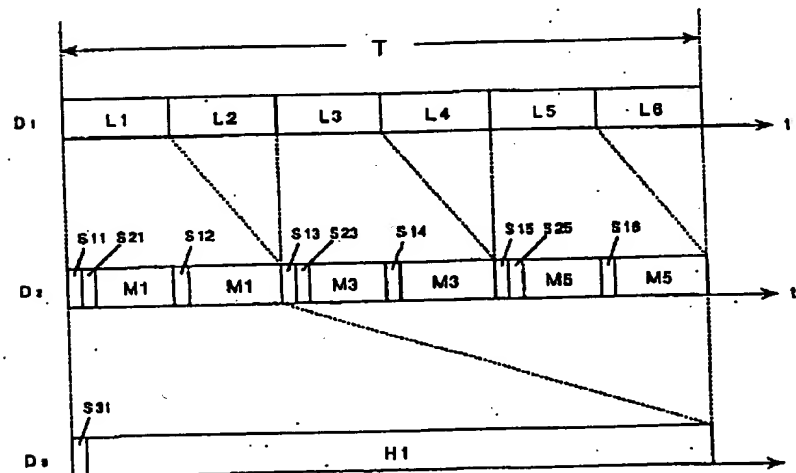 T
D1 L1 L2 L3 L4 L5 L6 t
S11 S21 S12 S13 S23 S14 S15 S25 S16
D2 M1 M1 M3 M3 M5 M5 t
S31
D3 H1